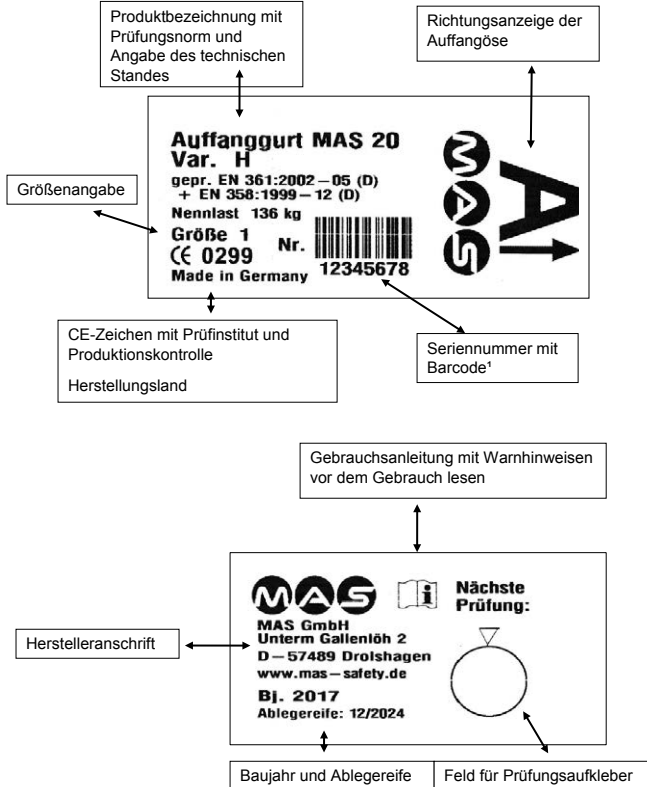 Produktbezeichnung mit
Prüfungsnorm und
Angabe des technischen
Standes
Richtungsanzeige der
Auffangöse
Größenangabe
Auffanggurt MAS 20
Var. H
gepr. EN 361:2002–05 (D)
+ EN 358:1999–12 (D)
Nennlast 136 kg
Größe 1
Nr.
CE 0299
12345678
Made in Germany
MAS
A
CE-Zeichen mit Prüfinstitut und
Produktionskontrolle
Herstellungsland
Seriennummer mit
Barcode¹
Gebrauchsanleitung mit Warnhinweisen
vor dem Gebrauch lesen
Herstelleranschrift
MAS
i
Nächste
Prüfung:
MAS GmbH
Unterm Gallenlöh 2
D–57489 Drolshagen
www.mas–safety.de
Bj. 2017
Ablegereife: 12/2024
Baujahr und Ablegereife
Feld für Prüfungsaufkleber